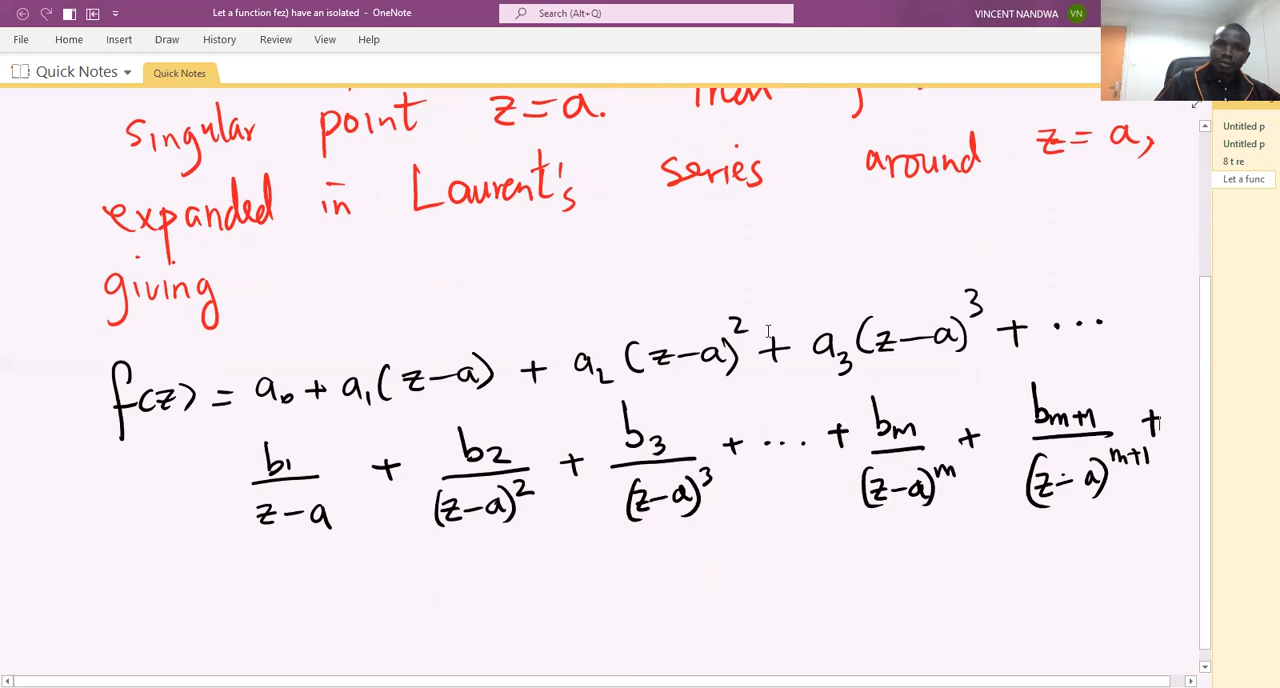 Let a function fez) have an isolated - OneNote
Search (Alt+Q)
VINCENT NANDWA
VN
File Home Insert Draw History Review View Help
Quick Notes
Quick Notes
Untitled p
Untitled p
8 t re
Let a func
singular point z=a.
expanded in Laurent's series around z=a,
giving
f(z) = a₀ + a₁(z-a) + a₂(z-a)² + a₃(z-a)³ + ...
b₁/(z-a) + b₂/(z-a)² + b₃/(z-a)³ + ... + bₘ/(z-a)ᵐ + bₘ₊₁/(z-a)ᵐ⁺¹ +